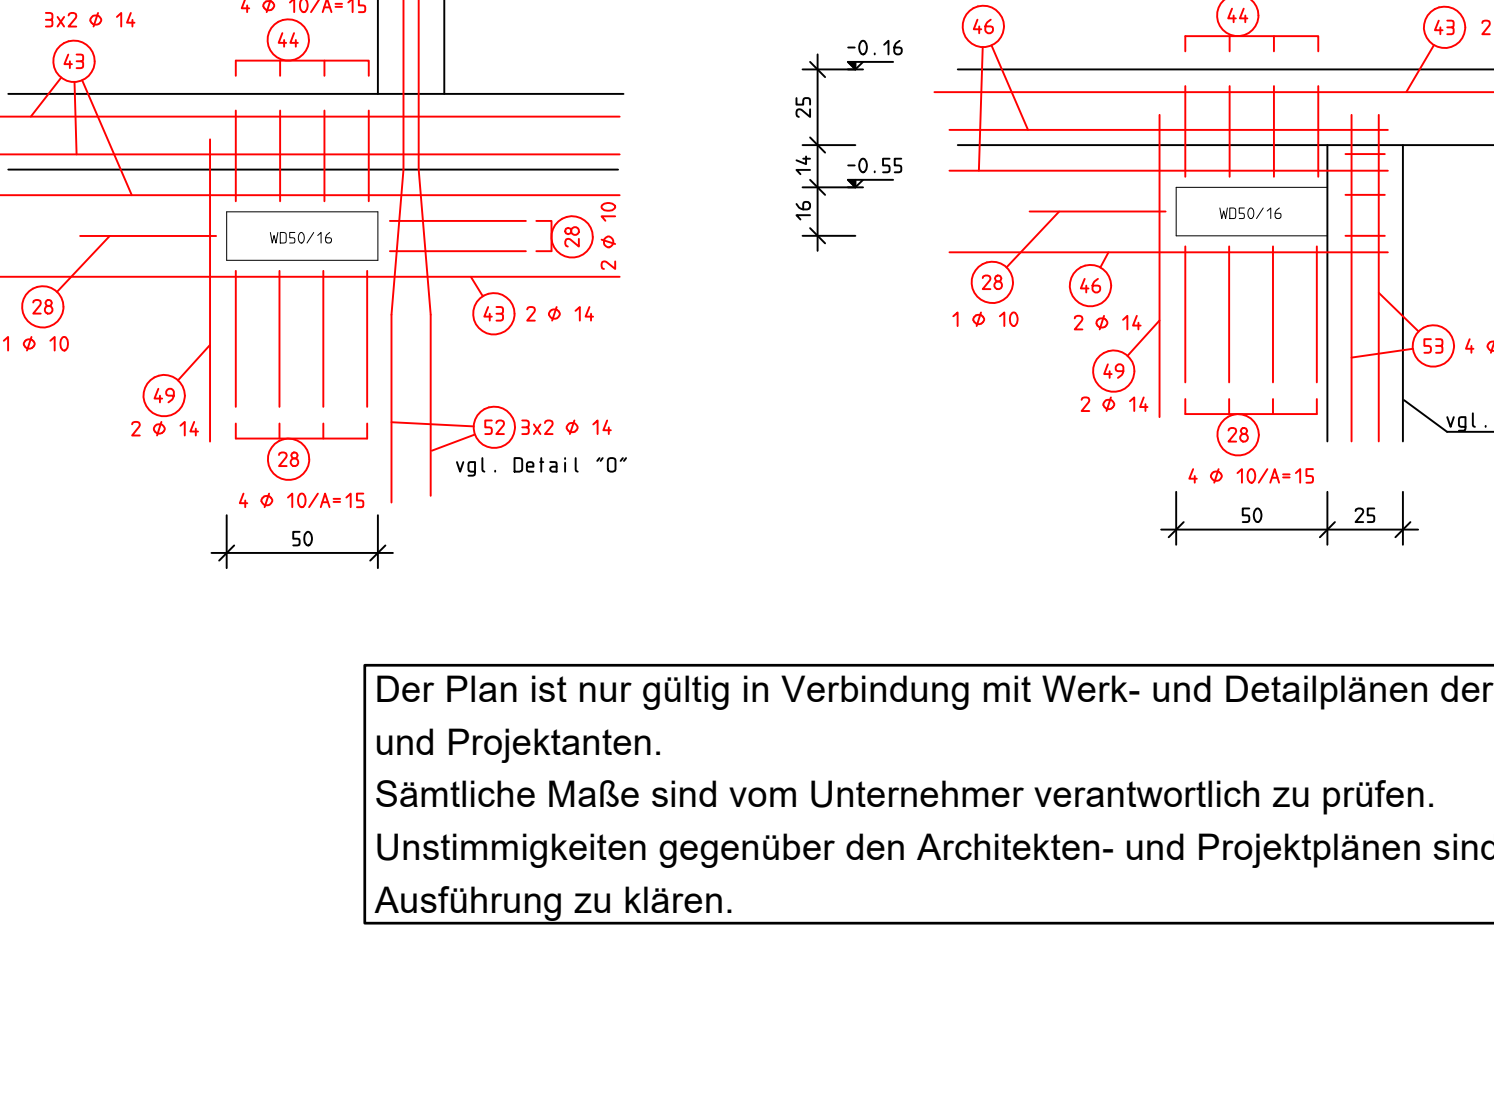 3x2 Ø 14
43
4 Ø 10/A=15
44
WD50/16
28
2 Ø 10
28
1 Ø 10
43 2 Ø 14
49
2 Ø 14
52 3x2 Ø 14
vgl. Detail "O"
28
4 Ø 10/A=15
50
-0.16
25
14
-0.55
16
46
44
43 2
WD50/16
28
1 Ø 10
46
2 Ø 14
49
2 Ø 14
53 4 Ø
vgl.
28
4 Ø 10/A=15
50
25
Der Plan ist nur gültig in Verbindung mit Werk- und Detailplänen der
und Projektanten.
Sämtliche Maße sind vom Unternehmer verantwortlich zu prüfen.
Unstimmigkeiten gegenüber den Architekten- und Projektplänen sind
Ausführung zu klären.